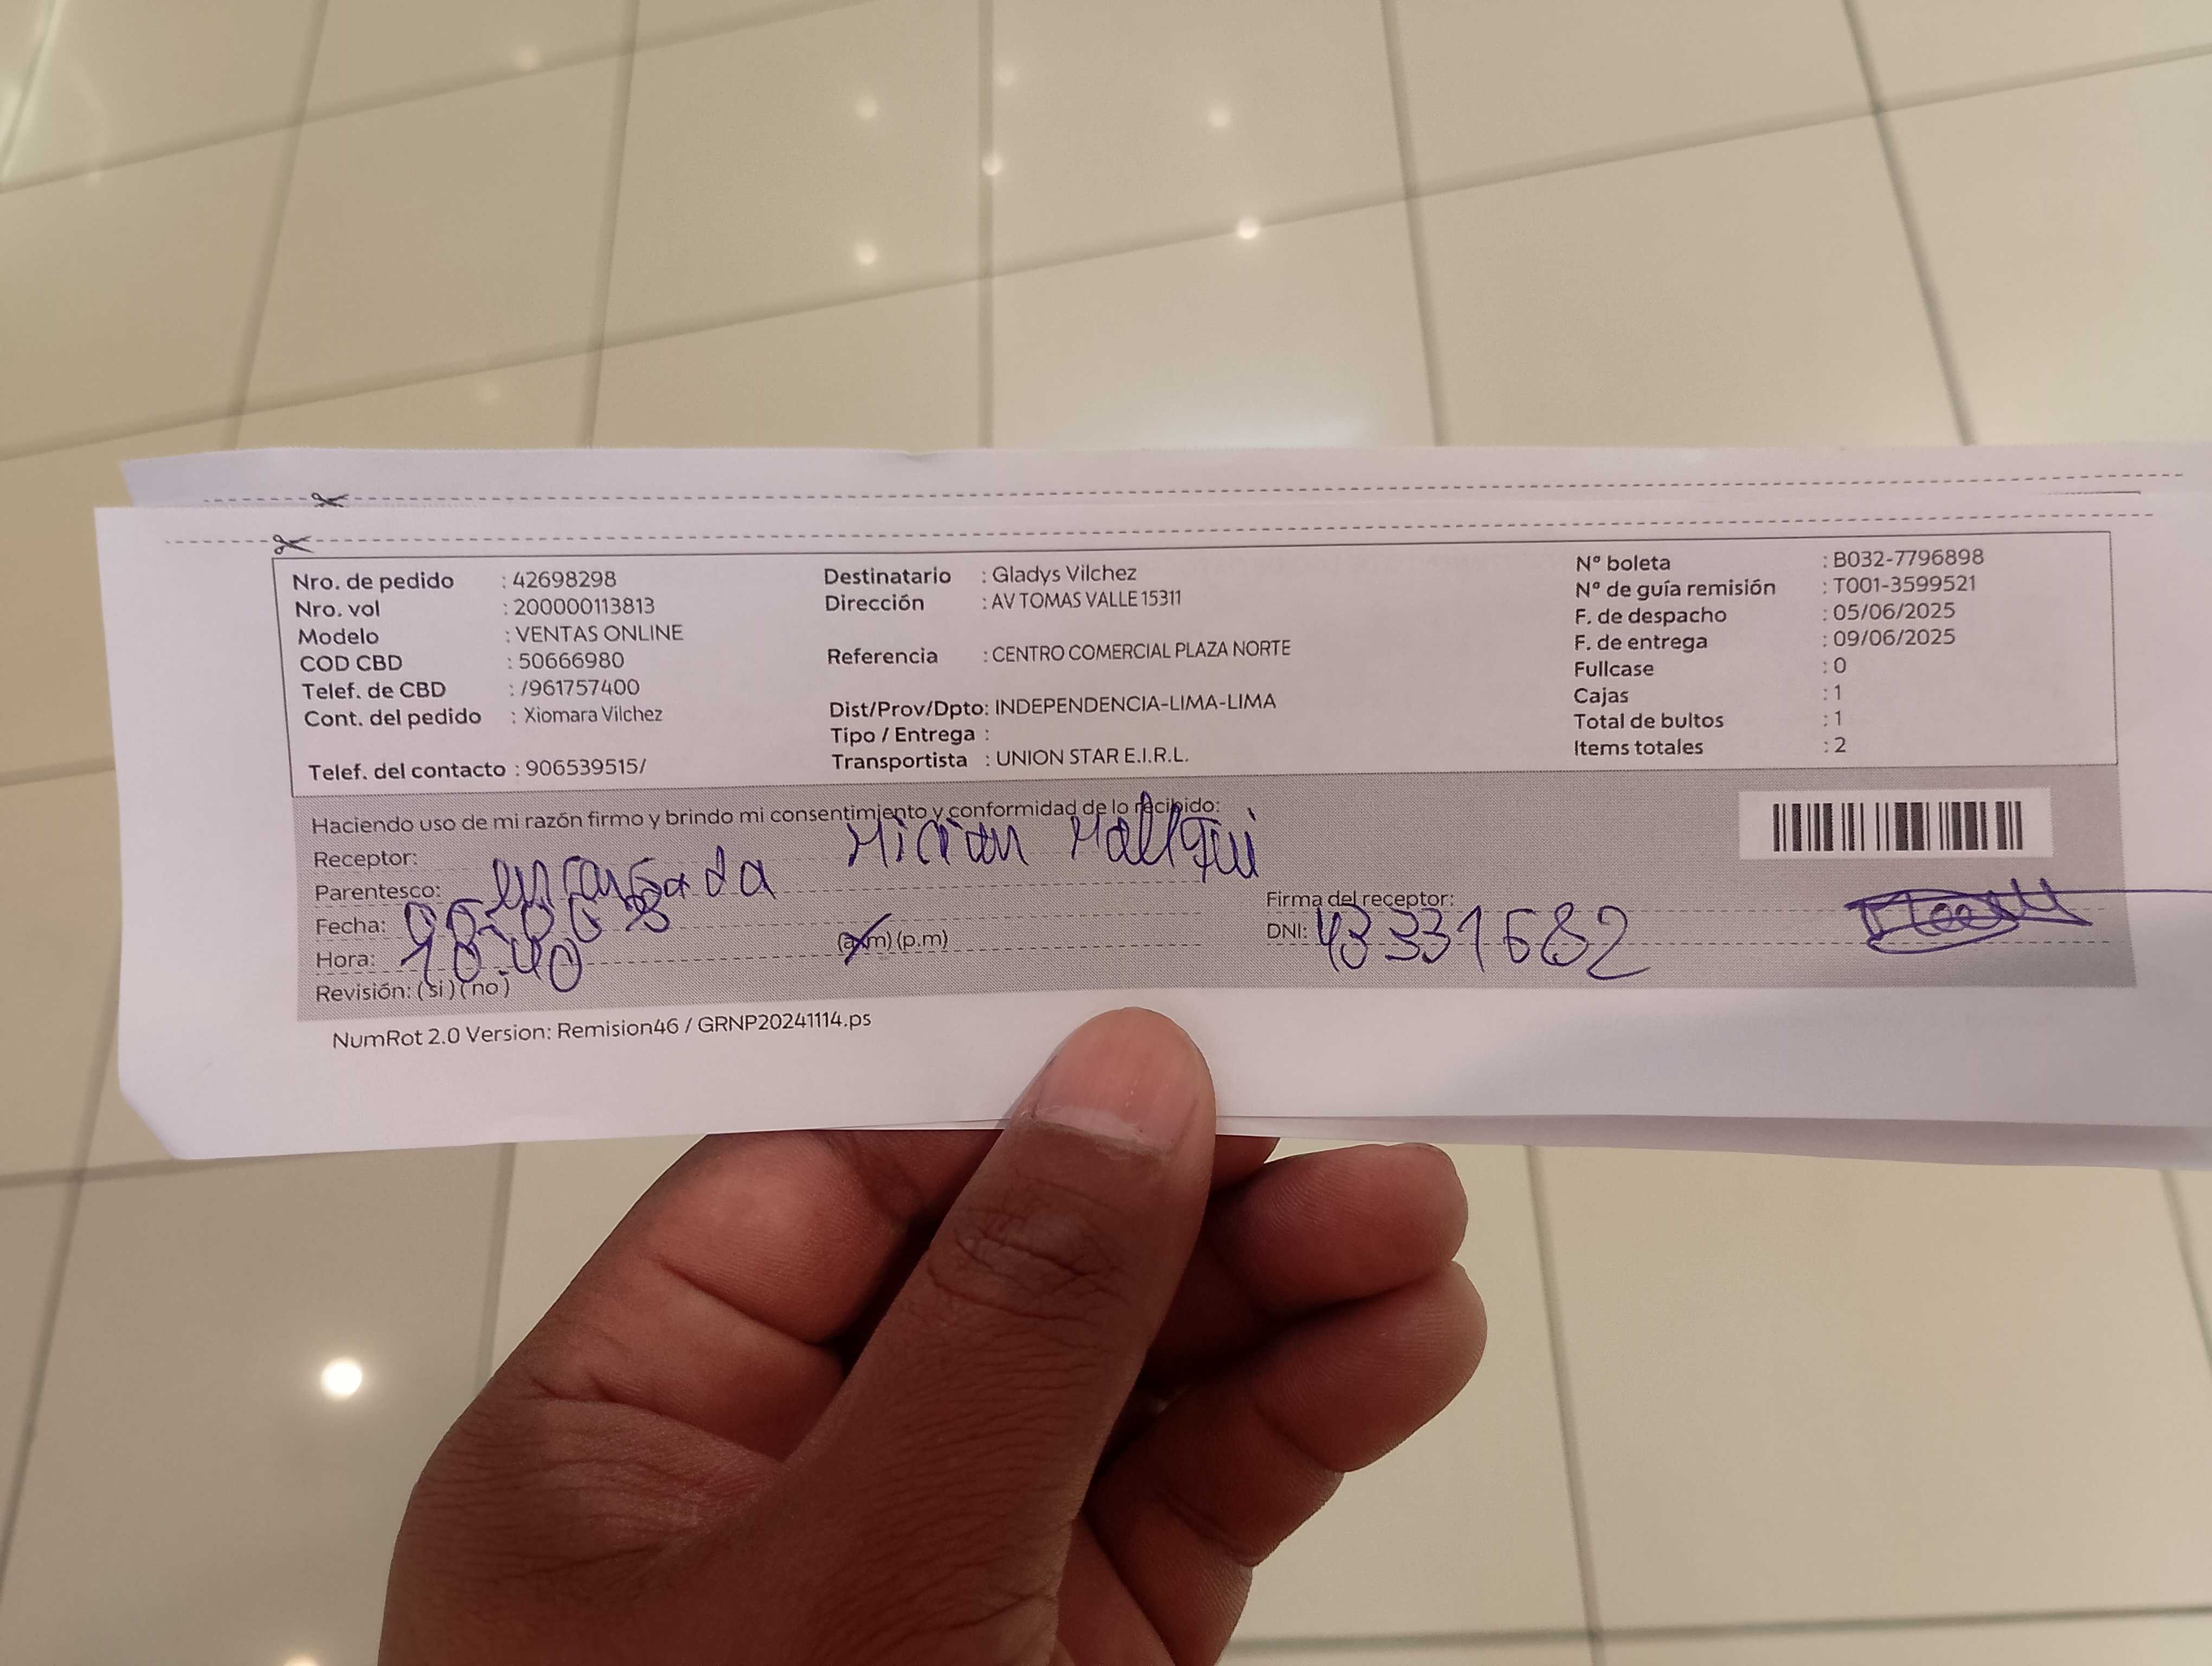 Nro. de pedido : 42698298
Nro. vol : 200000113813
Modelo : VENTAS ONLINE
COD CBD : 50666980
Telef. de CBD : /961757400
Cont. del pedido : Xiomara Vilchez
Telef. del contacto : 906539515/
Destinatario : Gladys Vilchez
Dirección : AV TOMAS VALLE 15311
Referencia : CENTRO COMERCIAL PLAZA NORTE
Dist/Prov/Dpto: INDEPENDENCIA-LIMA-LIMA
Tipo / Entrega :
Transportista : UNION STAR E.I.R.L.
Nº boleta : B032-7796898
Nº de guía remisión : T001-3599521
F. de despacho : 05/06/2025
F. de entrega : 09/06/2025
Fullcase : 0
Cajas : 1
Total de bultos : 1
Items totales : 2
Haciendo uso de mi razón firmo y brindo mi consentimiento y conformidad de lo recibido:
Receptor: Mirian Mallqui
Parentesco: encargada
Fecha:
Hora: 10:40 (a.m) (p.m)
Revisión: (si) (no)
Firma del receptor:
DNI: 43331682
NumRot 2.0 Version: Remision46 / GRNP20241114.ps